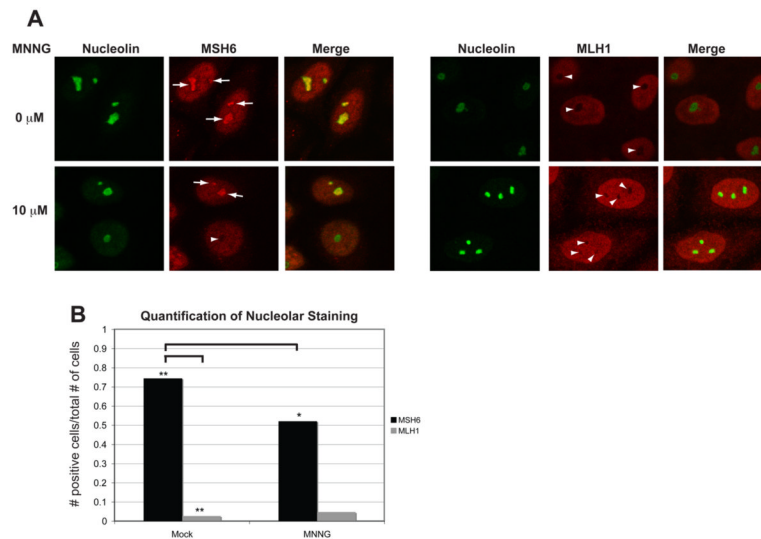 A
MNNG Nucleolin MSH6 Merge Nucleolin MLH1 Merge
0 µM
10 µM
B
Quantification of Nucleolar Staining
# positive cells/total # of cells
1
0.9
0.8
0.7
0.6
0.5
0.4
0.3
0.2
0.1
0
**
**
*
Mock MNNG
MSH6
MLH1